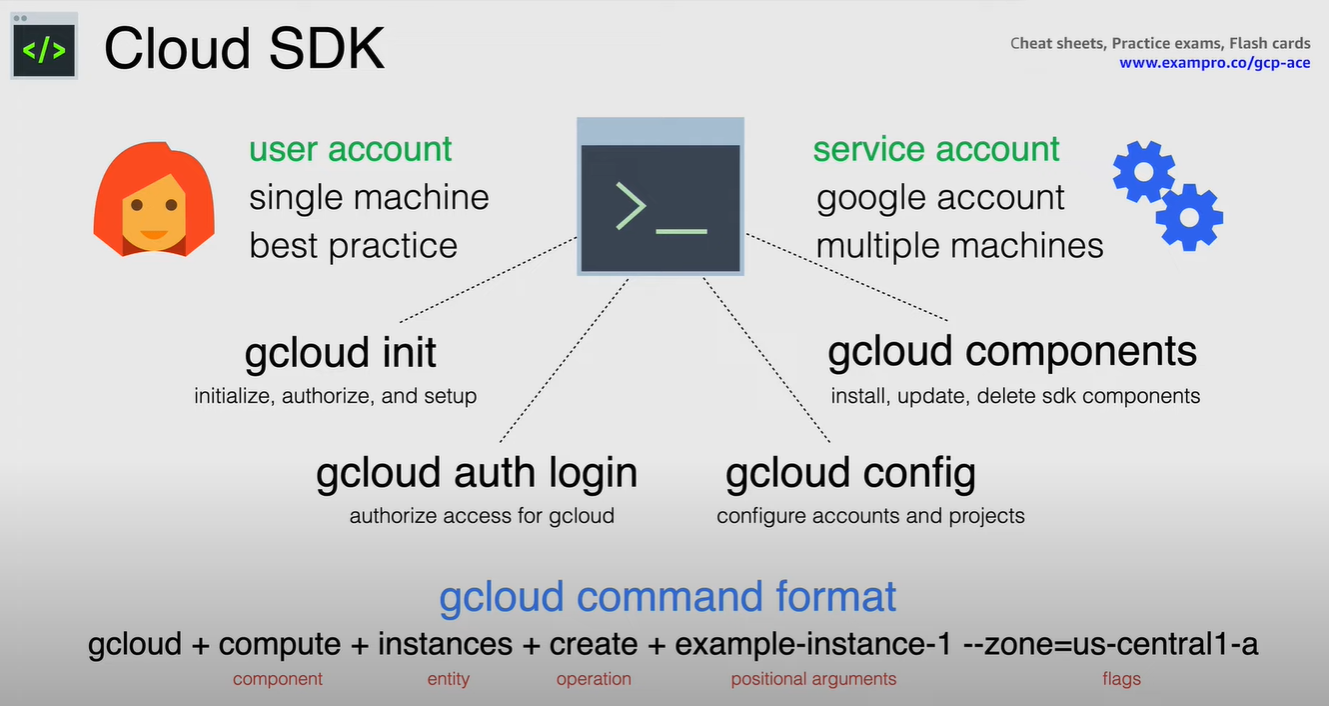 </>
Cloud SDK
Cheat sheets, Practice exams, Flash cards
www.exampro.co/gcp-ace
user account
single machine
best practice
>_
service account
google account
multiple machines
gcloud init
initialize, authorize, and setup
gcloud components
install, update, delete sdk components
gcloud auth login
authorize access for gcloud
gcloud config
configure accounts and projects
gcloud command format
gcloud + compute + instances + create + example-instance-1 --zone=us-central1-a
component entity operation positional arguments flags